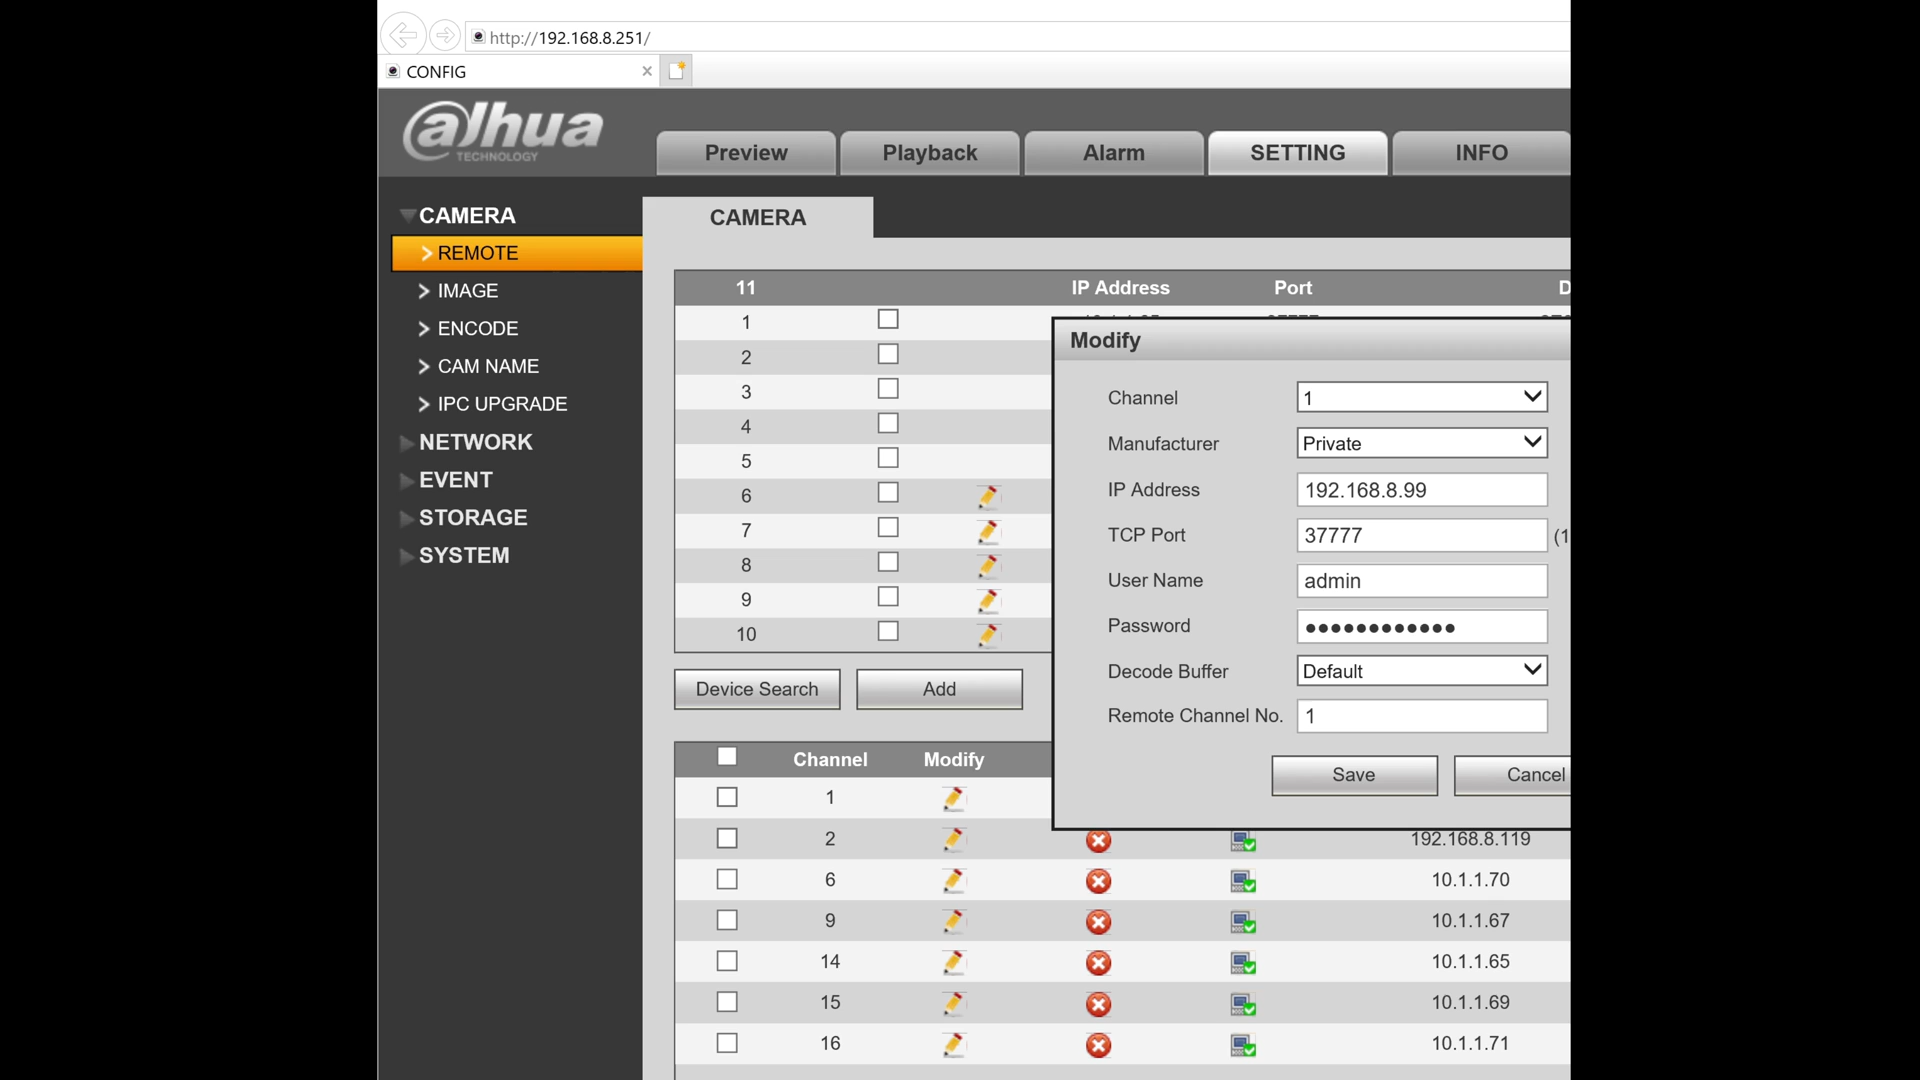 http://192.168.8.251/
CONFIG
alhua
TECHNOLOGY
Preview
Playback
Alarm
SETTING
INFO
CAMERA
REMOTE
IMAGE
ENCODE
CAM NAME
IPC UPGRADE
NETWORK
EVENT
STORAGE
SYSTEM
CAMERA
11 IP Address Port
1
2
3
4
5
6
7
8
9
10
Device Search Add
Modify
Channel 1
Manufacturer Private
IP Address 192.168.8.99
TCP Port 37777 (1
User Name admin
Password ●●●●●●●●●●●●
Decode Buffer Default
Remote Channel No. 1
Save Cancel
Channel Modify
1
2 192.168.8.119
6 10.1.1.70
9 10.1.1.67
14 10.1.1.65
15 10.1.1.69
16 10.1.1.71